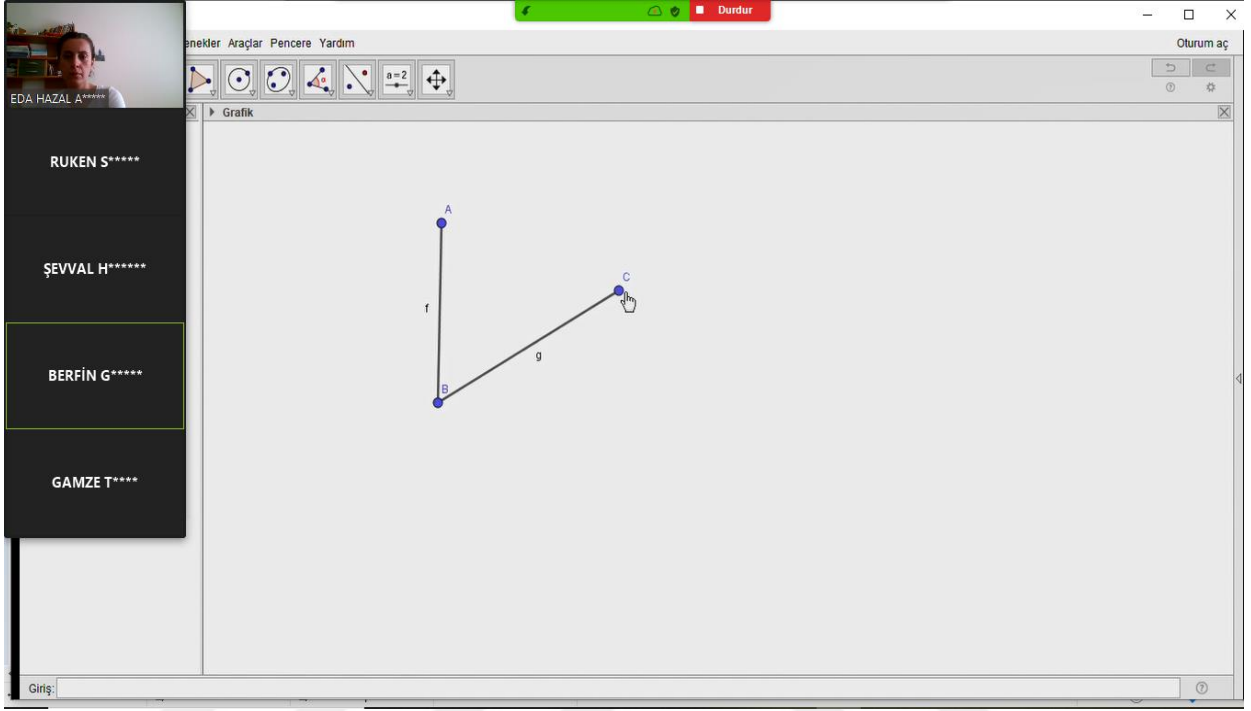 Durdur
enekler Araçlar Pencere Yardım
Oturum aç
a=2
EDA HAZAL A*****
Grafik
RUKEN S*****
ŞEVVAL H******
BERFİN G*****
GAMZE T****
A
C
f
g
B
Giriş: